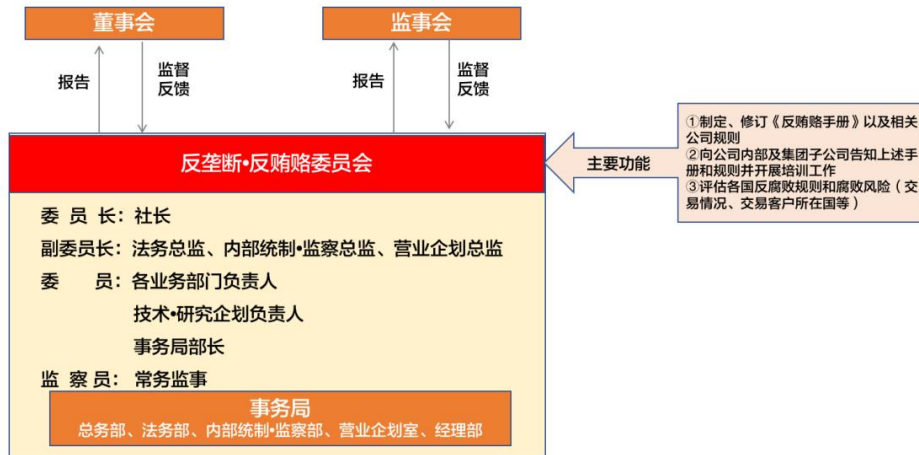 董事会
监事会
报告
监督
反馈
报告
监督
反馈
反垄断•反贿赂委员会
主要功能
①制定、修订《反贿赂手册》以及相关
公司规则
②向公司内部及集团子公司告知上述手
册和规则并开展培训工作
③评估各国反腐败规则和腐败风险（交
易情况、交易客户所在国等）
委 员 长：社长
副委员长：法务总监、内部统制•监察总监、营业企划总监
委 员：各业务部门负责人
技术•研究企划负责人
事务局部长
监 察 员：常务监事
事务局
总务部、法务部、内部统制•监察部、营业企划室、经理部